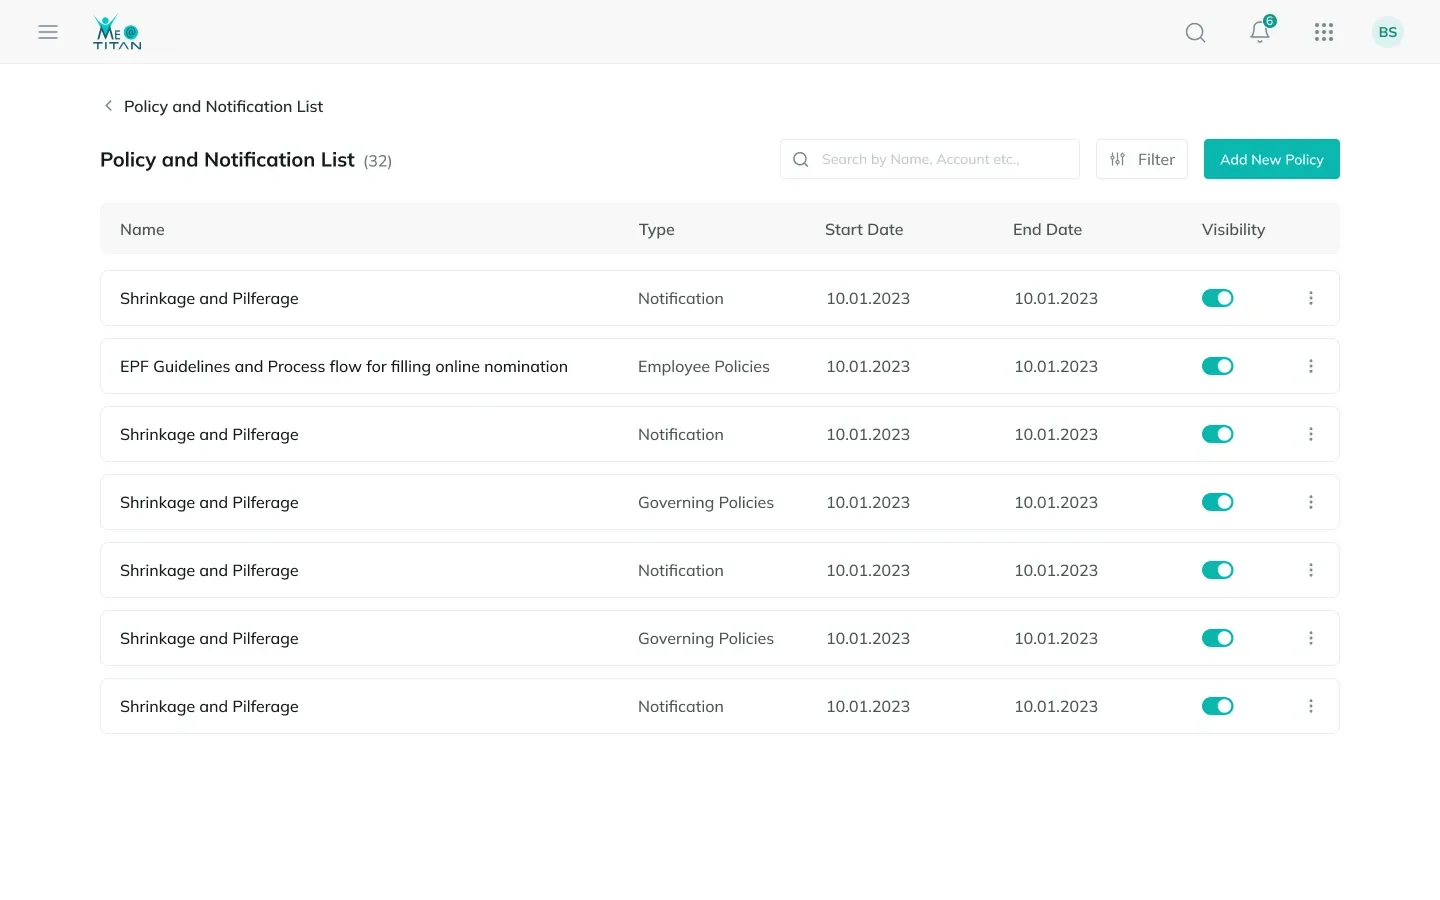 ME @
TITAN
6
BS
Policy and Notification List
Policy and Notification List (32)
Search by Name, Account etc.,
Filter
Add New Policy
Name Type Start Date End Date Visibility
Shrinkage and Pilferage Notification 10.01.2023 10.01.2023
EPF Guidelines and Process flow for filling online nomination Employee Policies 10.01.2023 10.01.2023
Shrinkage and Pilferage Notification 10.01.2023 10.01.2023
Shrinkage and Pilferage Governing Policies 10.01.2023 10.01.2023
Shrinkage and Pilferage Notification 10.01.2023 10.01.2023
Shrinkage and Pilferage Governing Policies 10.01.2023 10.01.2023
Shrinkage and Pilferage Notification 10.01.2023 10.01.2023